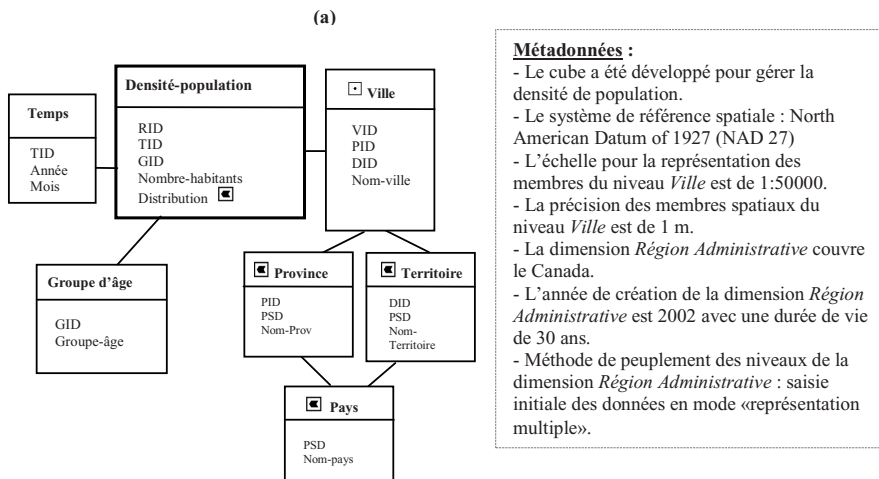 (a)
Densité-population
RID
TID
GID
Nombre-habitants
Distribution
Temps
TID
Année
Mois
Ville
VID
PID
DID
Nom-ville
Groupe d'âge
GID
Groupe-âge
Province
PID
PSD
Nom-Prov
Territoire
DID
PSD
Nom-
Territoire
Pays
PSD
Nom-pays
Métadonnées :
- Le cube a été développé pour gérer la
densité de population.
- Le système de référence spatiale : North
American Datum of 1927 (NAD 27)
- L'échelle pour la représentation des
membres du niveau Ville est de 1:50000.
- La précision des membres spatiaux du
niveau Ville est de 1 m.
- La dimension Région Administrative couvre
le Canada.
- L'année de création de la dimension Région
Administrative est 2002 avec une durée de vie
de 30 ans.
- Méthode de peuplement des niveaux de la
dimension Région Administrative : saisie
initiale des données en mode «représentation
multiple».